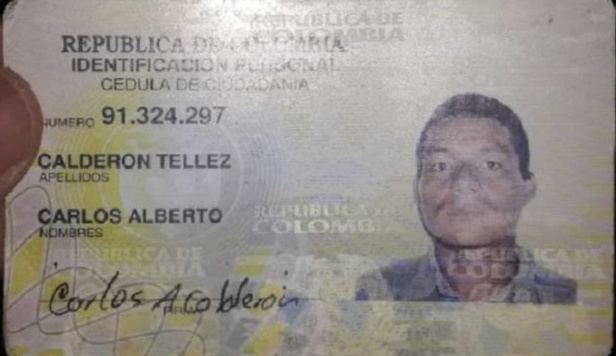 REPUBLICA DE COLOMBIA
IDENTIFICACION PERSONAL
CEDULA DE CIUDADANIA
NUMERO 91.324.297
CALDERON TELLEZ
APELLIDOS
CARLOS ALBERTO
NOMBRES
Carlos A Calderon
FIRMA
REPUBLICA DE
COLOMBIA
REPUBLICA DE
COLOMBIA
REPUBLICA DE
COLOMBIA
REPUBLICA DE
COLOMBIA